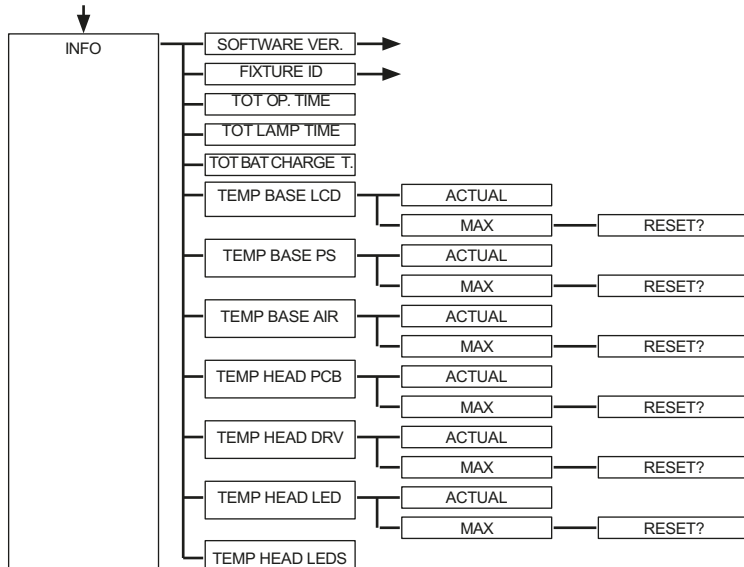 INFO
SOFTWARE VER.
FIXTURE ID
TOT OP. TIME
TOT LAMP TIME
TOT BAT CHARGE T.
TEMP BASE LCD
ACTUAL
MAX
RESET?
TEMP BASE PS
ACTUAL
MAX
RESET?
TEMP BASE AIR
ACTUAL
MAX
RESET?
TEMP HEAD PCB
ACTUAL
MAX
RESET?
TEMP HEAD DRV
ACTUAL
MAX
RESET?
TEMP HEAD LED
ACTUAL
MAX
RESET?
TEMP HEAD LEDS